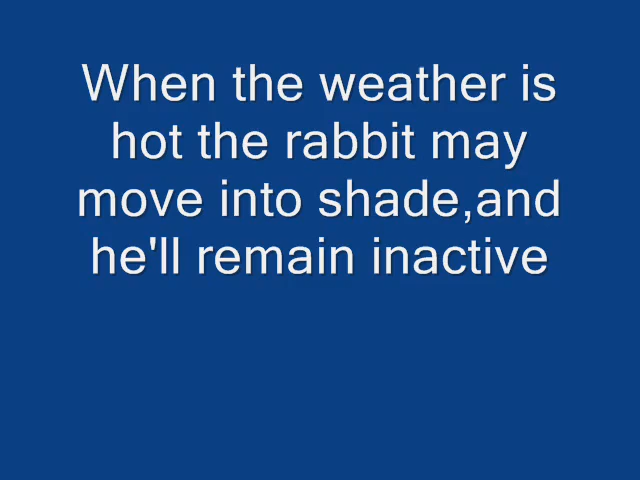 When the weather is
hot the rabbit may
move into shade,and
he'll remain inactive